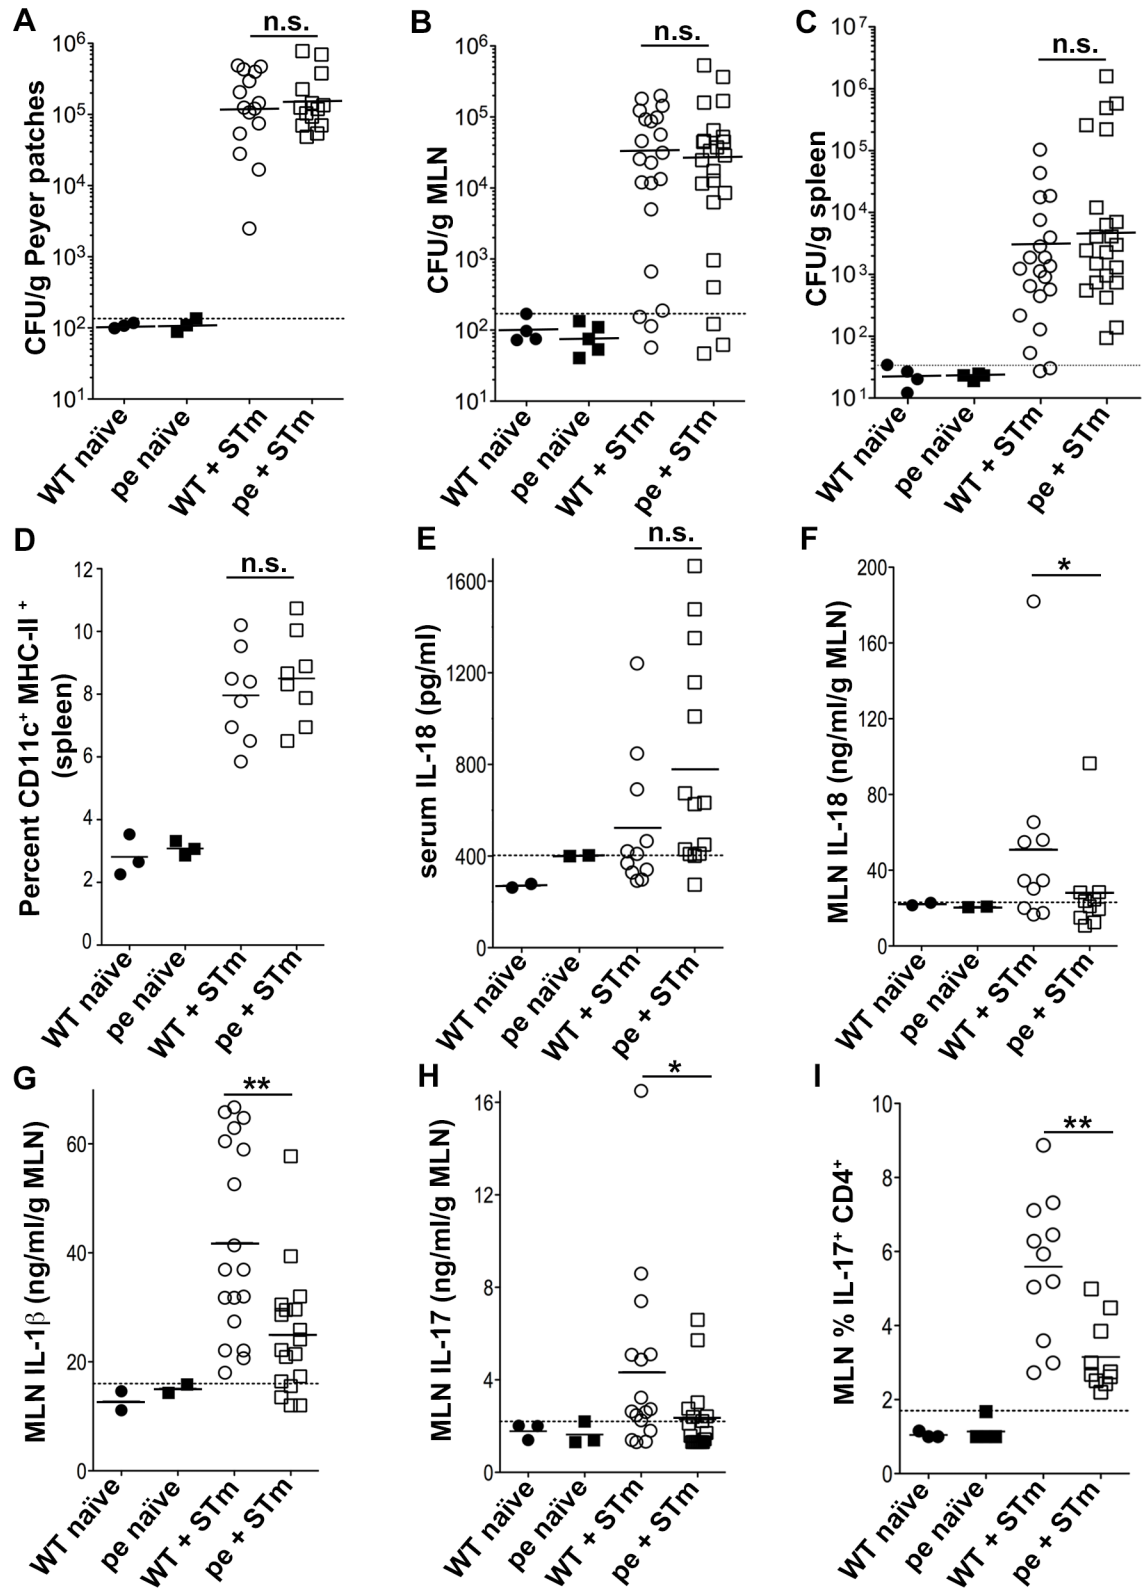 A
n.s.
CFU/g Peyer patches
10⁶
10⁵
10⁴
10³
10²
10¹
WT naïve
pe naïve
WT + STm
pe + STm
B
n.s.
CFU/g MLN
10⁶
10⁵
10⁴
10³
10²
10¹
WT naïve
pe naïve
WT + STm
pe + STm
C
n.s.
CFU/g spleen
10⁷
10⁶
10⁵
10⁴
10³
10²
10¹
WT naïve
pe naïve
WT + STm
pe + STm
D
n.s.
Percent CD11c⁺ MHC-II ⁺
(spleen)
12
10
8
6
4
2
0
WT naïve
pe naïve
WT + STm
pe + STm
E
n.s.
serum IL-18 (pg/ml)
1600
1200
800
400
0
WT naïve
pe naïve
WT + STm
pe + STm
F
*
MLN IL-18 (ng/ml/g MLN)
200
160
120
80
40
0
WT naïve
pe naïve
WT + STm
pe + STm
G
**
MLN IL-1β (ng/ml/g MLN)
60
40
20
0
WT naïve
pe naïve
WT + STm
pe + STm
H
*
MLN IL-17 (ng/ml/g MLN)
16
12
8
4
0
WT naïve
pe naïve
WT + STm
pe + STm
I
**
MLN % IL-17⁺ CD4⁺
10
8
6
4
2
0
WT naïve
pe naïve
WT + STm
pe + STm